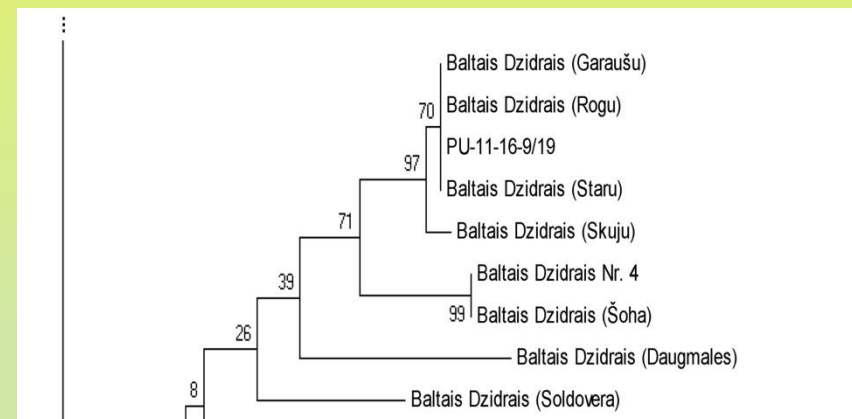 Baltais Dzidrais (Garaušu)
70
Baltais Dzidrais (Rogu)
PU-11-16-9/19
97
Baltais Dzidrais (Staru)
71
Baltais Dzidrais (Skuju)
Baltais Dzidrais Nr. 4
39
99
Baltais Dzidrais (Šoha)
26
Baltais Dzidrais (Daugmales)
8
Baltais Dzidrais (Soldovera)